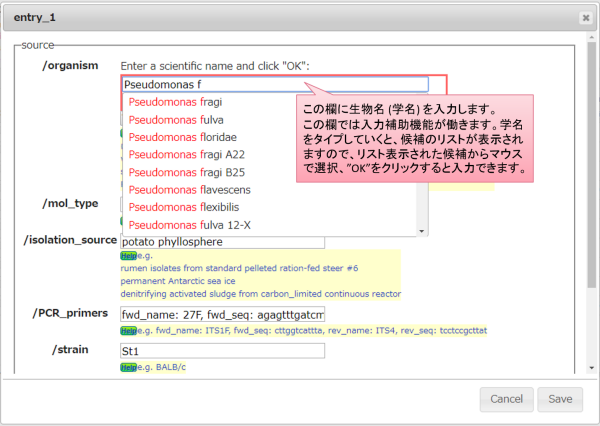 entry_1
source
/organism
Enter a scientific name and click "OK":
Pseudomonas f
Pseudomonas fragi
Pseudomonas fulva
Pseudomonas floridae
Pseudomonas fragi A22
Pseudomonas fragi B25
Pseudomonas flavescens
Pseudomonas flexibilis
Pseudomonas fulva 12-X
この欄に生物名 (学名) を入力します。
この欄では入力補助機能が働きます。学名
をタイプしていくと、候補のリストが表示され
ますので、リスト表示された候補からマウス
で選択、"OK"をクリックすると入力できます。
/mol_type
/isolation_source
potato phyllosphere
Help e.g.
rumen isolates from standard pelleted ration-fed steer #6
permanent Antarctic sea ice
denitrifying activated sludge from carbon_limited continuous reactor
/PCR_primers
fwd_name: 27F, fwd_seq: agagtttgatcm
Help e.g. fwd_name: ITS1F, fwd_seq: cttggtcattta, rev_name: ITS4, rev_seq: tcctccgcttat
/strain
St1
Help e.g. BALB/c
Cancel
Save